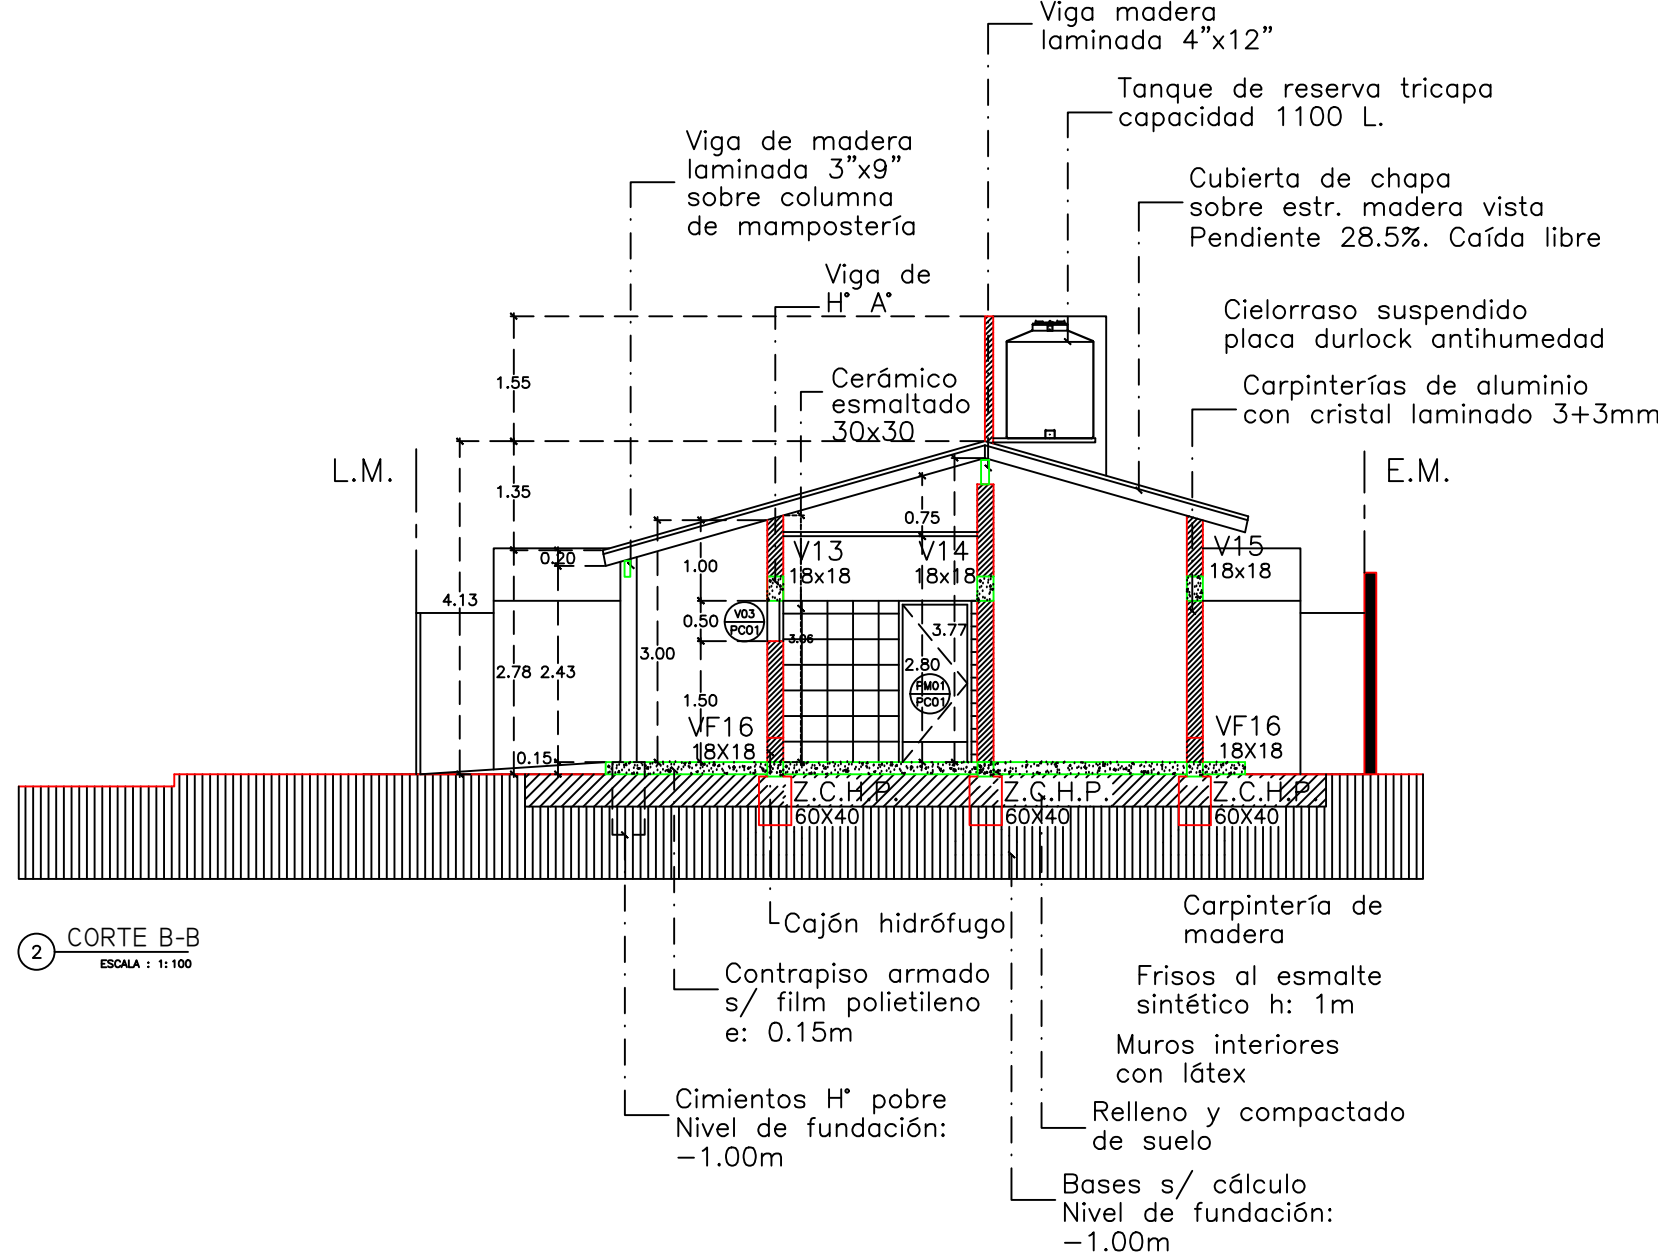 Viga madera
laminada 4”x12”
Tanque de reserva tricapa
capacidad 1100 L.
Viga de madera
laminada 3”x9”
sobre columna
de mampostería
Cubierta de chapa
sobre estr. madera vista
Pendiente 28.5%. Caída libre
Viga de
H° A°
Cielorraso suspendido
placa durlock antihumedad
Cerámico
esmaltado
30x30
Carpinterías de aluminio
con cristal laminado 3+3mm
L.M.
E.M.
1.55
1.35
0.75
V13
18x18
V14
18x18
V15
18x18
0.20
1.00
4.13
0.50
V03
PC01
3.06
3.77
3.00
2.78
2.43
2.80
PM01
PC01
1.50
VF16
18X18
VF16
18X18
0.15
Z.C.H.P.
60X40
Z.C.H.P.
60X40
Z.C.H.P.
60X40
2
CORTE B-B
ESCALA : 1:100
Cajón hidrófugo
Carpintería de
madera
Contrapiso armado
s/ film polietileno
e: 0.15m
Frisos al esmalte
sintético h: 1m
Muros interiores
con látex
Cimientos H° pobre
Nivel de fundación:
-1.00m
Relleno y compactado
de suelo
Bases s/ cálculo
Nivel de fundación:
-1.00m